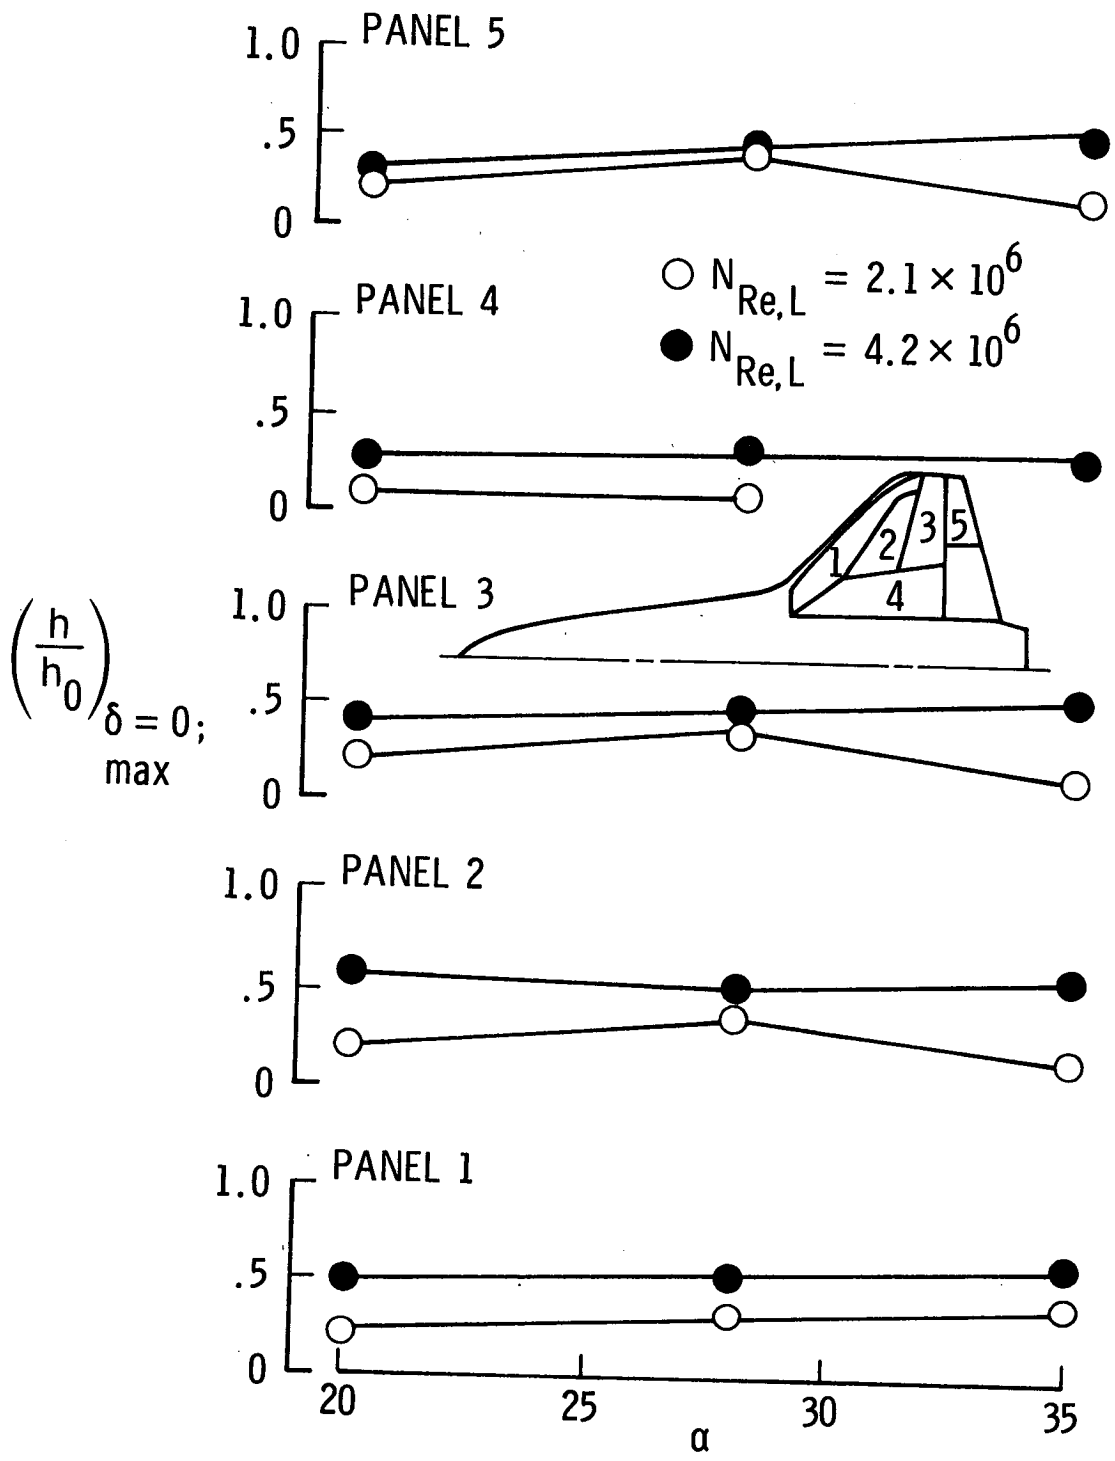 PANEL 5
1.0
.5
0
○ N_Re,L = 2.1 × 10^6
● N_Re,L = 4.2 × 10^6
PANEL 4
1.0
.5
0
1
2
3
5
4
PANEL 3
1.0
.5
0
(h/h_0) δ = 0;
max
PANEL 2
1.0
.5
0
PANEL 1
1.0
.5
0
20 25 30 35
α